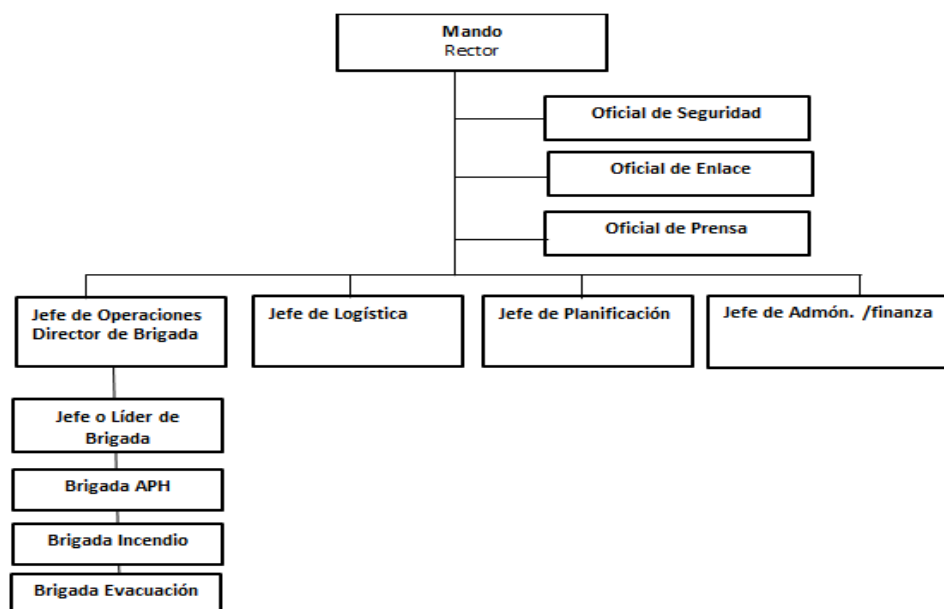 Mando
Rector
Oficial de Seguridad
Oficial de Enlace
Oficial de Prensa
Jefe de Operaciones
Director de Brigada
Jefe de Logística
Jefe de Planificación
Jefe de Admón. /finanza
Jefe o Líder de
Brigada
Brigada APH
Brigada Incendio
Brigada Evacuación